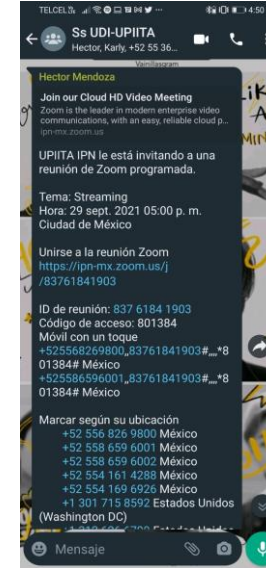 TELCEL 4:50
Ss UDI-UPIITA
Hector, Karly, +52 55 36...
Vainillasgram
Hector Mendoza
Join our Cloud HD Video Meeting
Zoom is the leader in modern enterprise video
communications, with an easy, reliable cloud p...
ipn-mx.zoom.us
UPIITA IPN le está invitando a una
reunión de Zoom programada.
Tema: Streaming
Hora: 29 sept. 2021 05:00 p. m.
Ciudad de México
Unirse a la reunión Zoom
https://ipn-mx.zoom.us/j
/83761841903
ID de reunión: 837 6184 1903
Código de acceso: 801384
Móvil con un toque
+525568269800,,83761841903#,,,,*8
01384# México
+525586596001,,83761841903#,,,,*8
01384# México
Marcar según su ubicación
+52 556 826 9800 México
+52 558 659 6001 México
+52 558 659 6002 México
+52 554 161 4288 México
+52 554 169 6926 México
+1 301 715 8592 Estados Unidos
(Washington DC)
Mensaje